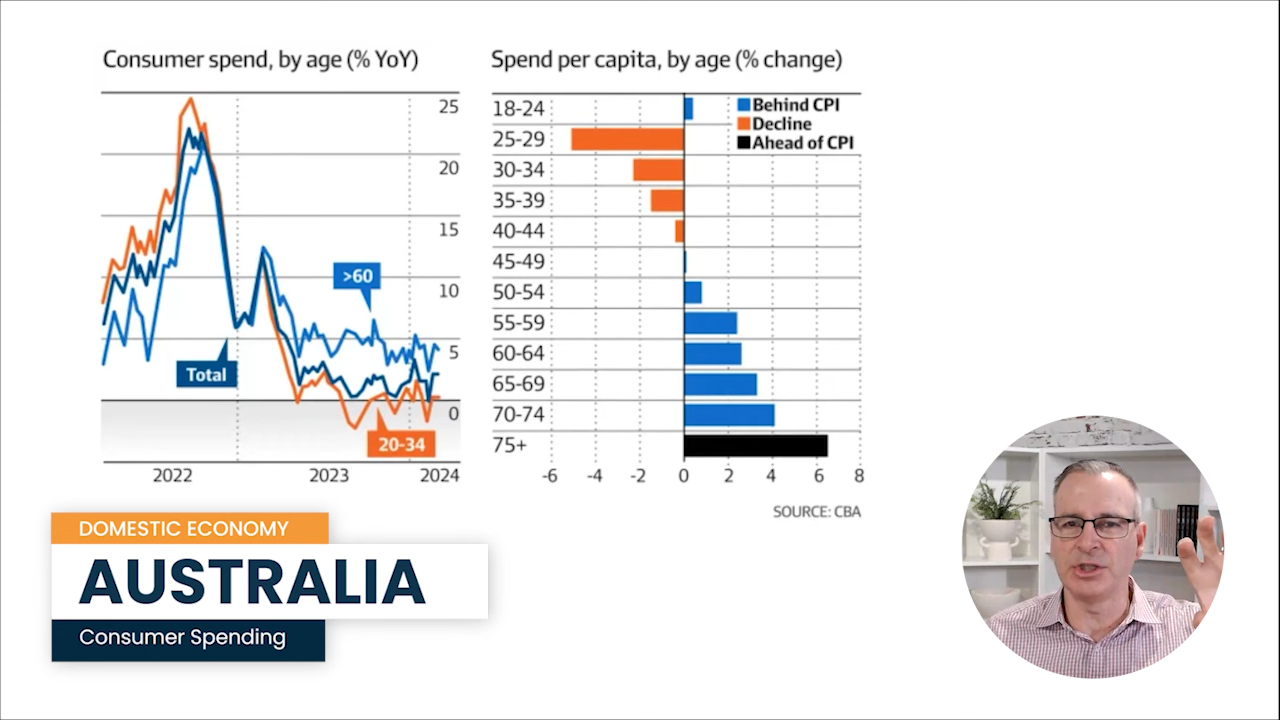 Consumer spend, by age (% YoY)
25
20
15
10
5
0
>60
Total
20-34
2022 2023 2024
Spend per capita, by age (% change)
Behind CPI
Decline
Ahead of CPI
18-24
25-29
30-34
35-39
40-44
45-49
50-54
55-59
60-64
65-69
70-74
75+
-6 -4 -2 0 2 4 6 8
SOURCE: CBA
DOMESTIC ECONOMY
AUSTRALIA
Consumer Spending